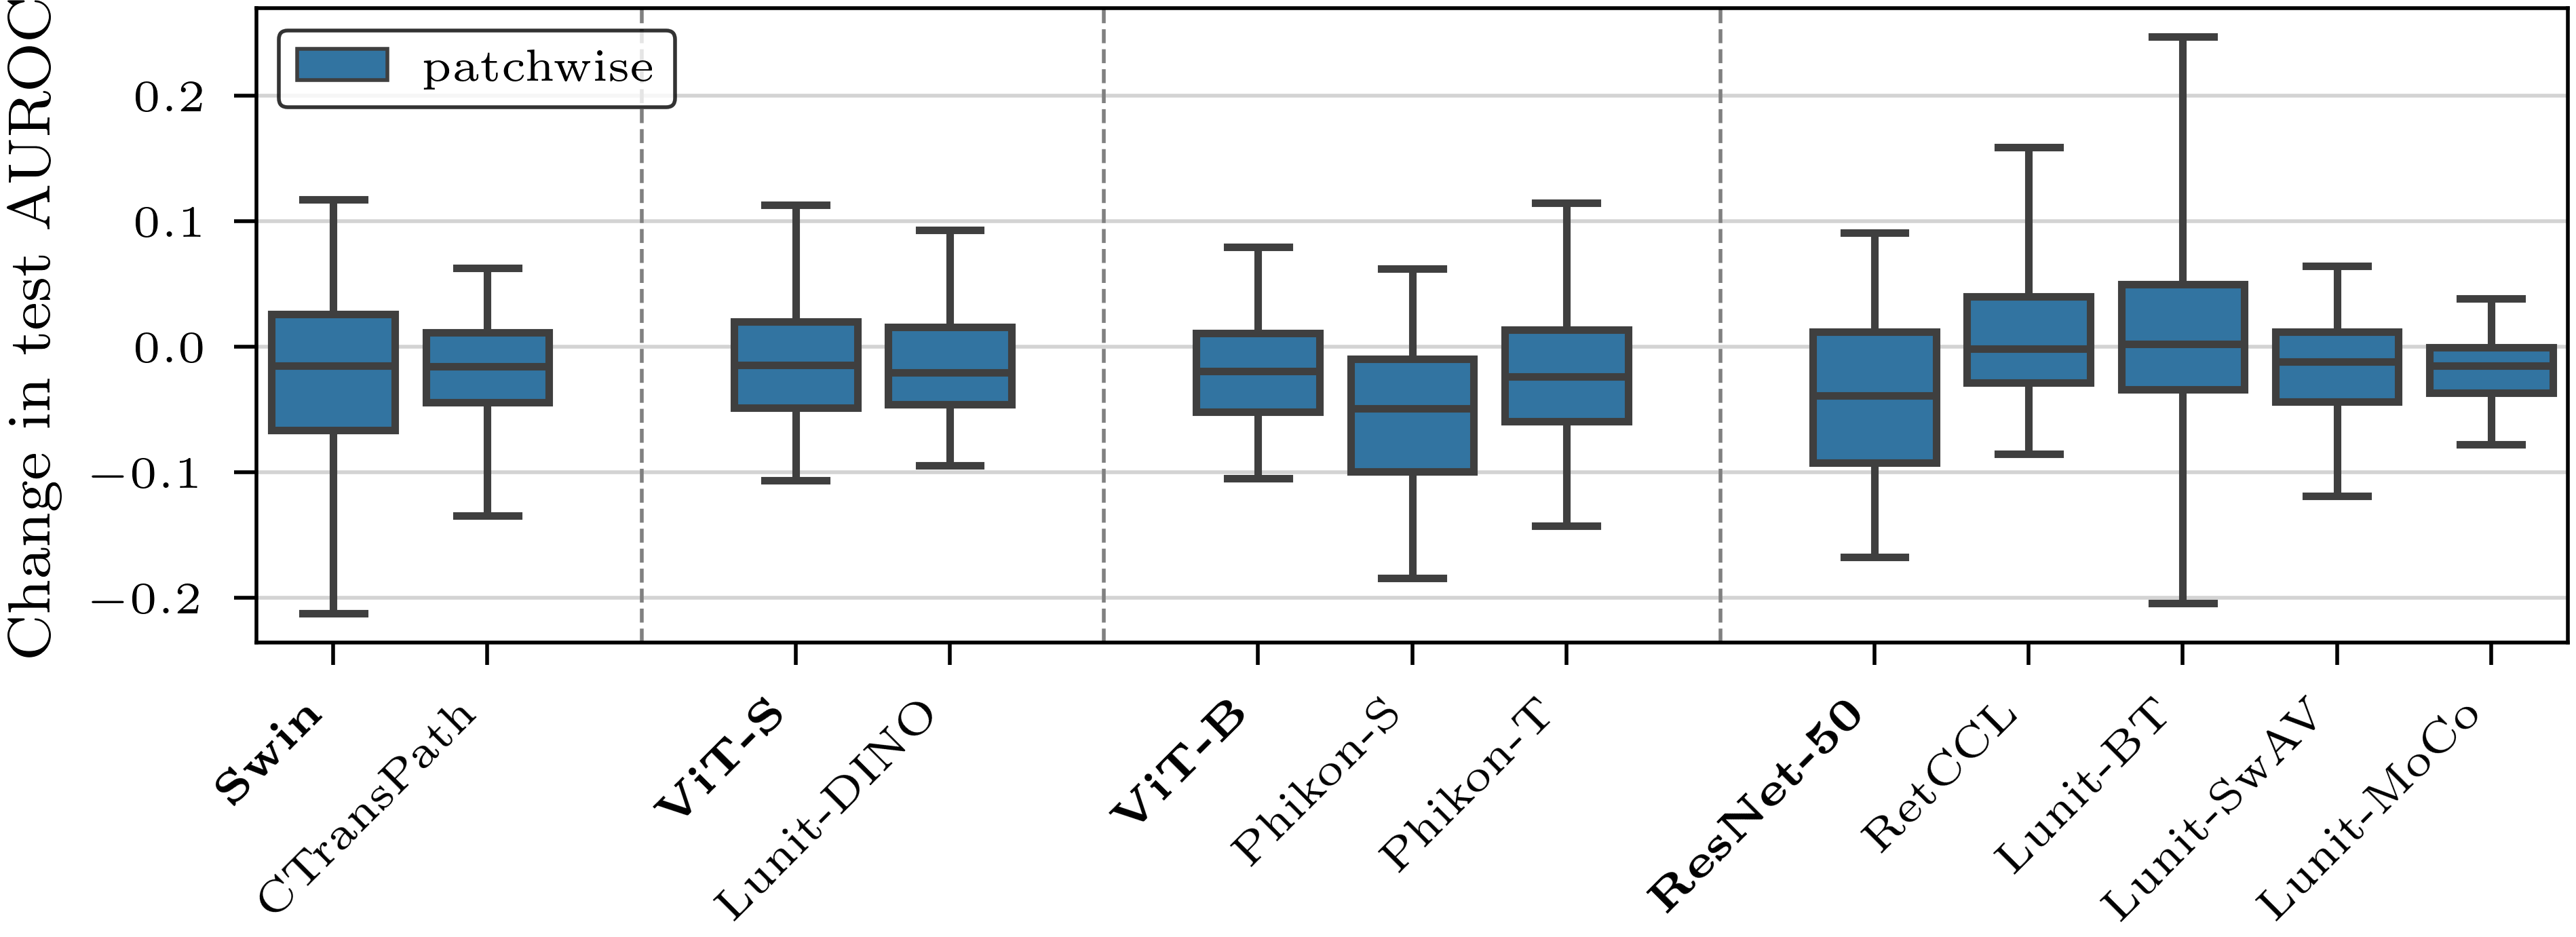 Change in test AUROC
patchwise
0.2
0.1
0.0
−0.1
−0.2
Swin
CTransPath
ViT-S
Lunit-DINO
ViT-B
Phikon-S
Phikon-T
ResNet-50
RetCCL
Lunit-BT
Lunit-SwAV
Lunit-MoCo